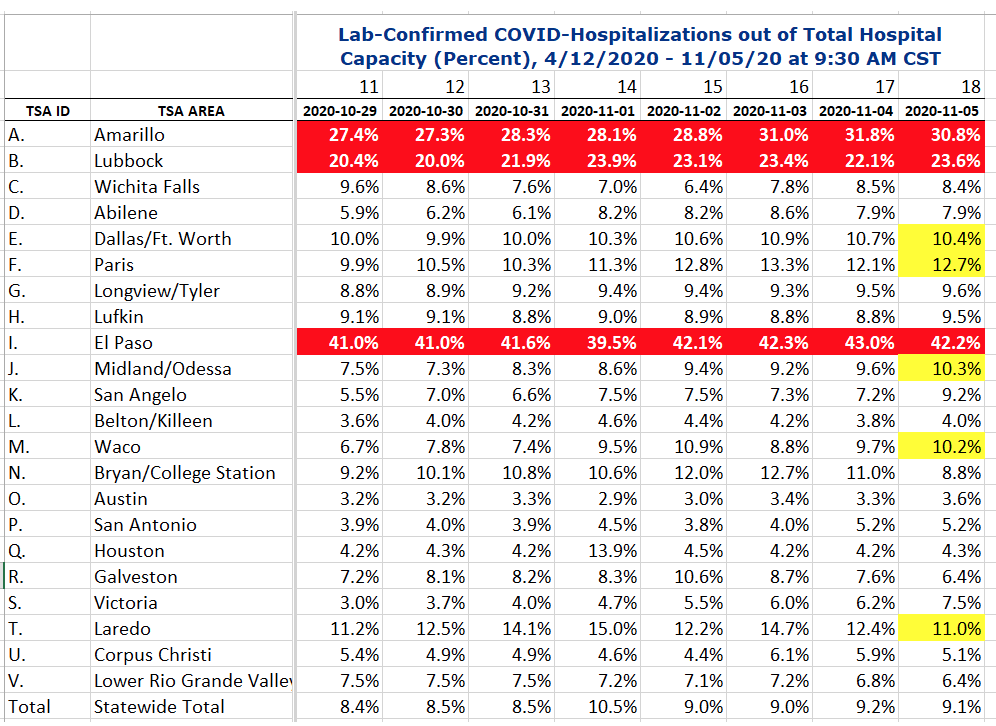 Lab-Confirmed COVID-Hospitalizations out of Total Hospital
Capacity (Percent), 4/12/2020 - 11/05/20 at 9:30 AM CST
11 12 13 14 15 16 17 18
TSA ID TSA AREA 2020-10-29 2020-10-30 2020-10-31 2020-11-01 2020-11-02 2020-11-03 2020-11-04 2020-11-05
A. Amarillo 27.4% 27.3% 28.3% 28.1% 28.8% 31.0% 31.8% 30.8%
B. Lubbock 20.4% 20.0% 21.9% 23.9% 23.1% 23.4% 22.1% 23.6%
C. Wichita Falls 9.6% 8.6% 7.6% 7.0% 6.4% 7.8% 8.5% 8.4%
D. Abilene 5.9% 6.2% 6.1% 8.2% 8.2% 8.6% 7.9% 7.9%
E. Dallas/Ft. Worth 10.0% 9.9% 10.0% 10.3% 10.6% 10.9% 10.7% 10.4%
F. Paris 9.9% 10.5% 10.3% 11.3% 12.8% 13.3% 12.1% 12.7%
G. Longview/Tyler 8.8% 8.9% 9.2% 9.4% 9.4% 9.3% 9.5% 9.6%
H. Lufkin 9.1% 9.1% 8.8% 9.0% 8.9% 8.8% 8.8% 9.5%
I. El Paso 41.0% 41.0% 41.6% 39.5% 42.1% 42.3% 43.0% 42.2%
J. Midland/Odessa 7.5% 7.3% 8.3% 8.6% 9.4% 9.2% 9.6% 10.3%
K. San Angelo 5.5% 7.0% 6.6% 7.5% 7.5% 7.3% 7.2% 9.2%
L. Belton/Killeen 3.6% 4.0% 4.2% 4.6% 4.4% 4.2% 3.8% 4.0%
M. Waco 6.7% 7.8% 7.4% 9.5% 10.9% 8.8% 9.7% 10.2%
N. Bryan/College Station 9.2% 10.1% 10.8% 10.6% 12.0% 12.7% 11.0% 8.8%
O. Austin 3.2% 3.2% 3.3% 2.9% 3.0% 3.4% 3.3% 3.6%
P. San Antonio 3.9% 4.0% 3.9% 4.5% 3.8% 4.0% 5.2% 5.2%
Q. Houston 4.2% 4.3% 4.2% 13.9% 4.5% 4.2% 4.2% 4.3%
R. Galveston 7.2% 8.1% 8.2% 8.3% 10.6% 8.7% 7.6% 6.4%
S. Victoria 3.0% 3.7% 4.0% 4.7% 5.5% 6.0% 6.2% 7.5%
T. Laredo 11.2% 12.5% 14.1% 15.0% 12.2% 14.7% 12.4% 11.0%
U. Corpus Christi 5.4% 4.9% 4.9% 4.6% 4.4% 6.1% 5.9% 5.1%
V. Lower Rio Grande Valley 7.5% 7.5% 7.5% 7.2% 7.1% 7.2% 6.8% 6.4%
Total Statewide Total 8.4% 8.5% 8.5% 10.5% 9.0% 9.0% 9.2% 9.1%